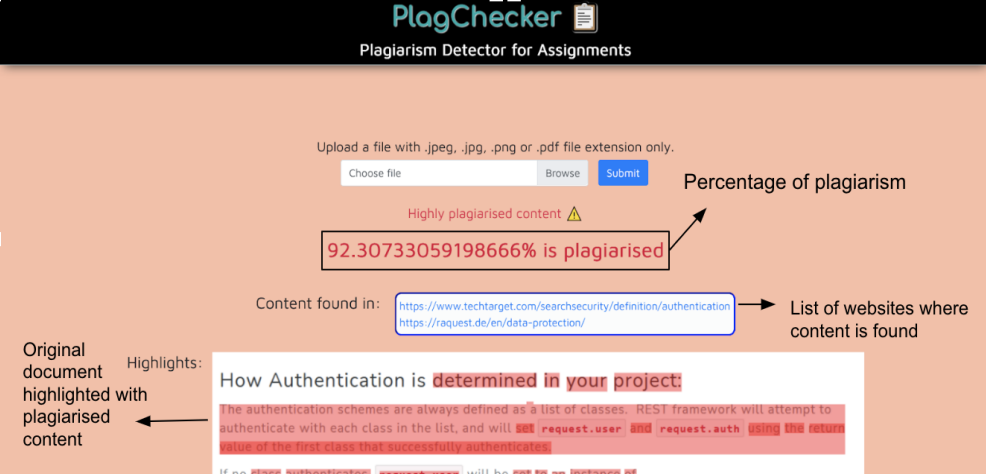 PlagChecker
Plagiarism Detector for Assignments
Upload a file with .jpeg, .jpg, .png or .pdf file extension only.
Choose file
Browse
Submit
Percentage of plagiarism
Highly plagiarised content
92.30733059198666% is plagiarised
Content found in:
https://www.techtarget.com/searchsecurity/definition/authentication
https://raquest.de/en/data-protection/
List of websites where
content is found
Original
document
highlighted with
plagiarised
content
Highlights:
How Authentication is determined in your project:
The authentication schemes are always defined as a list of classes. REST framework will attempt to
authenticate with each class in the list, and will set request.user and request.auth using the return
value of the first class that successfully authenticates.
If no class authenticates, request.user will be set to an instance of